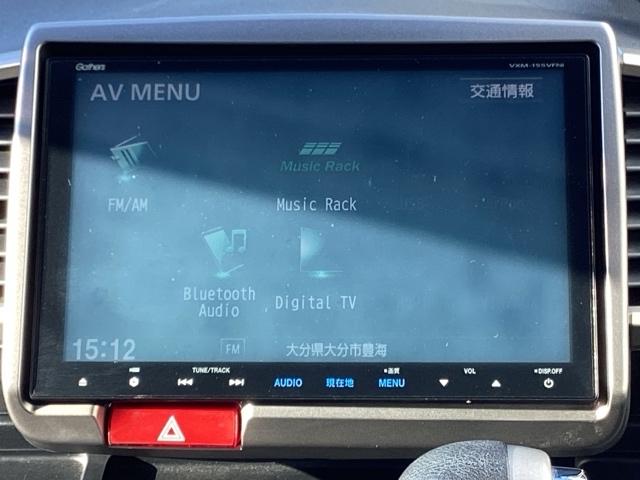 Gathers
VXM-155VFNi
AV MENU
交通情報
Music Rack
FM/AM
Music Rack
Bluetooth
Audio
Digital TV
15:12
FM
大分県大分市豊海
TUNE/TRACK
AUDIO
現在地
画質
MENU
VOL
DISP.OFF